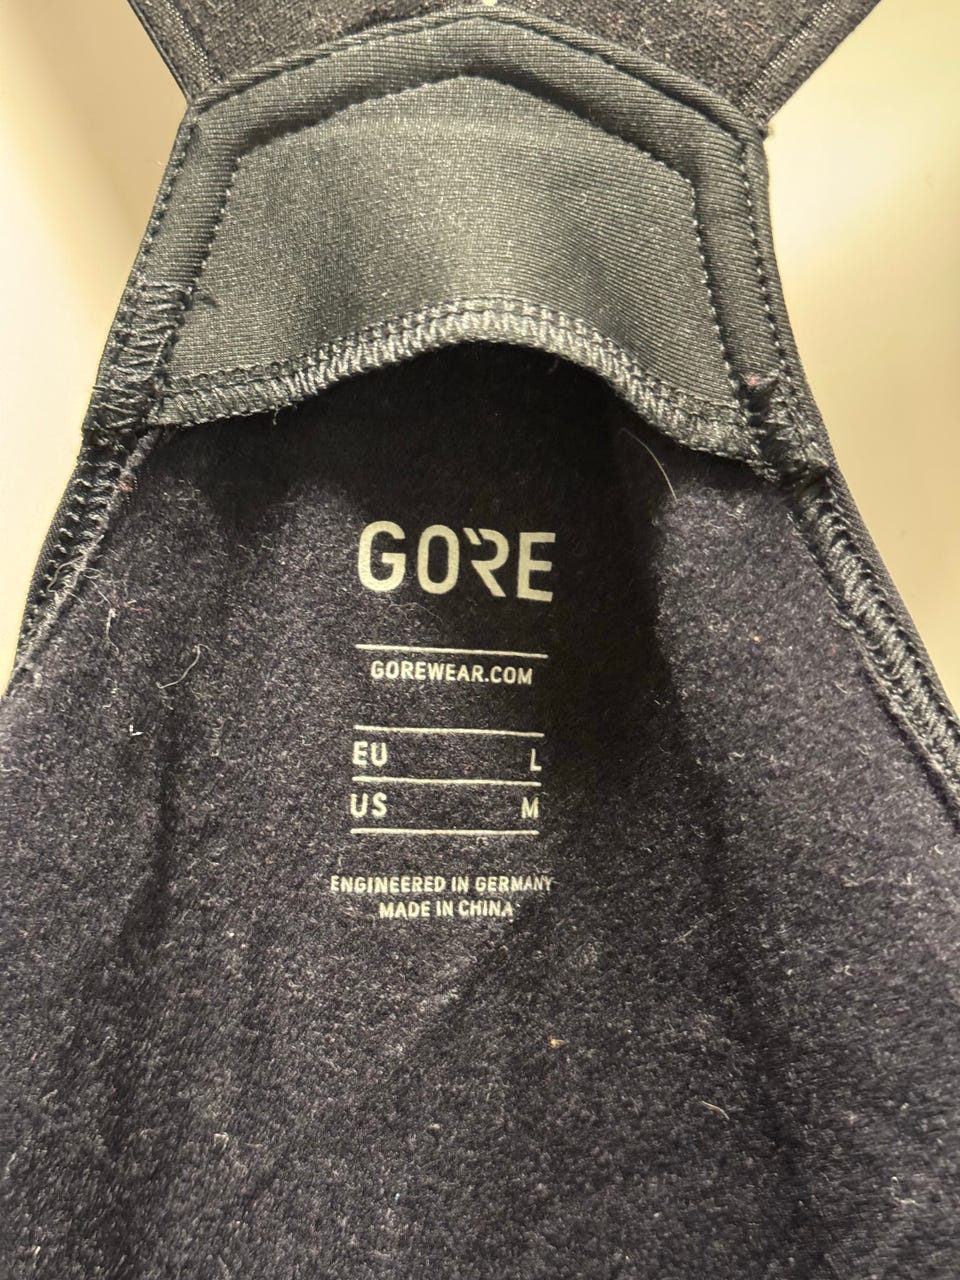 GORE
GOREWEAR.COM
EU L
US M
ENGINEERED IN GERMANY
MADE IN CHINA